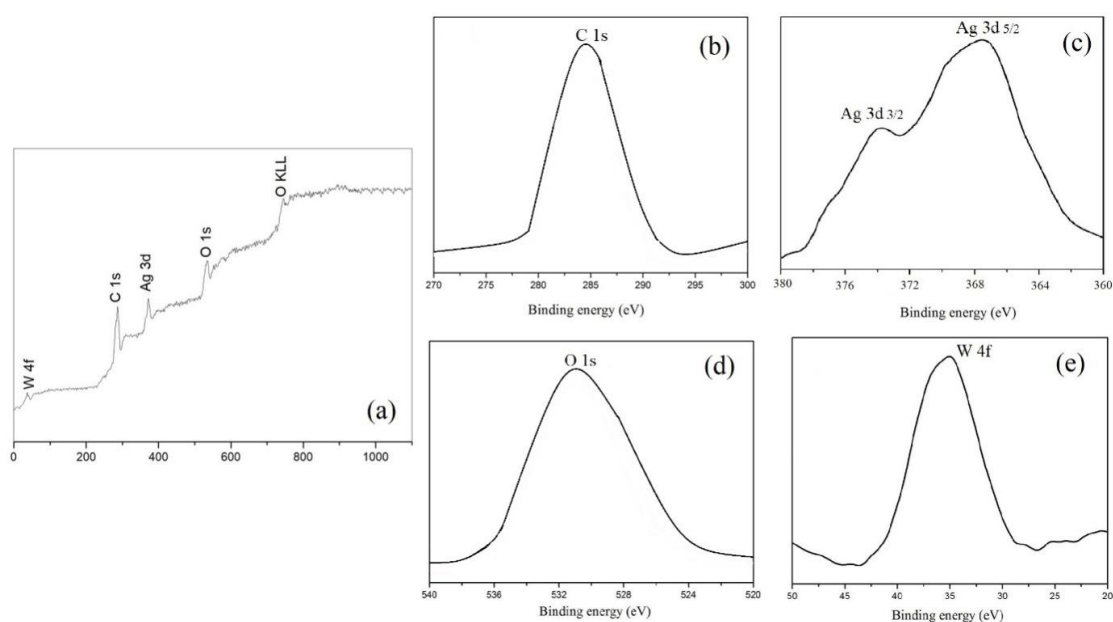 W 4f
C 1s
Ag 3d
O 1s
O KLL
(a)
0 200 400 600 800 1000
C 1s
(b)
270 275 280 285 290 295 300
Binding energy (eV)
Ag 3d 5/2
(c)
Ag 3d 3/2
380 376 372 368 364 360
Binding energy (eV)
O 1s
(d)
540 536 532 528 524 520
Binding energy (eV)
W 4f
(e)
50 45 40 35 30 25 20
Binding energy (eV)